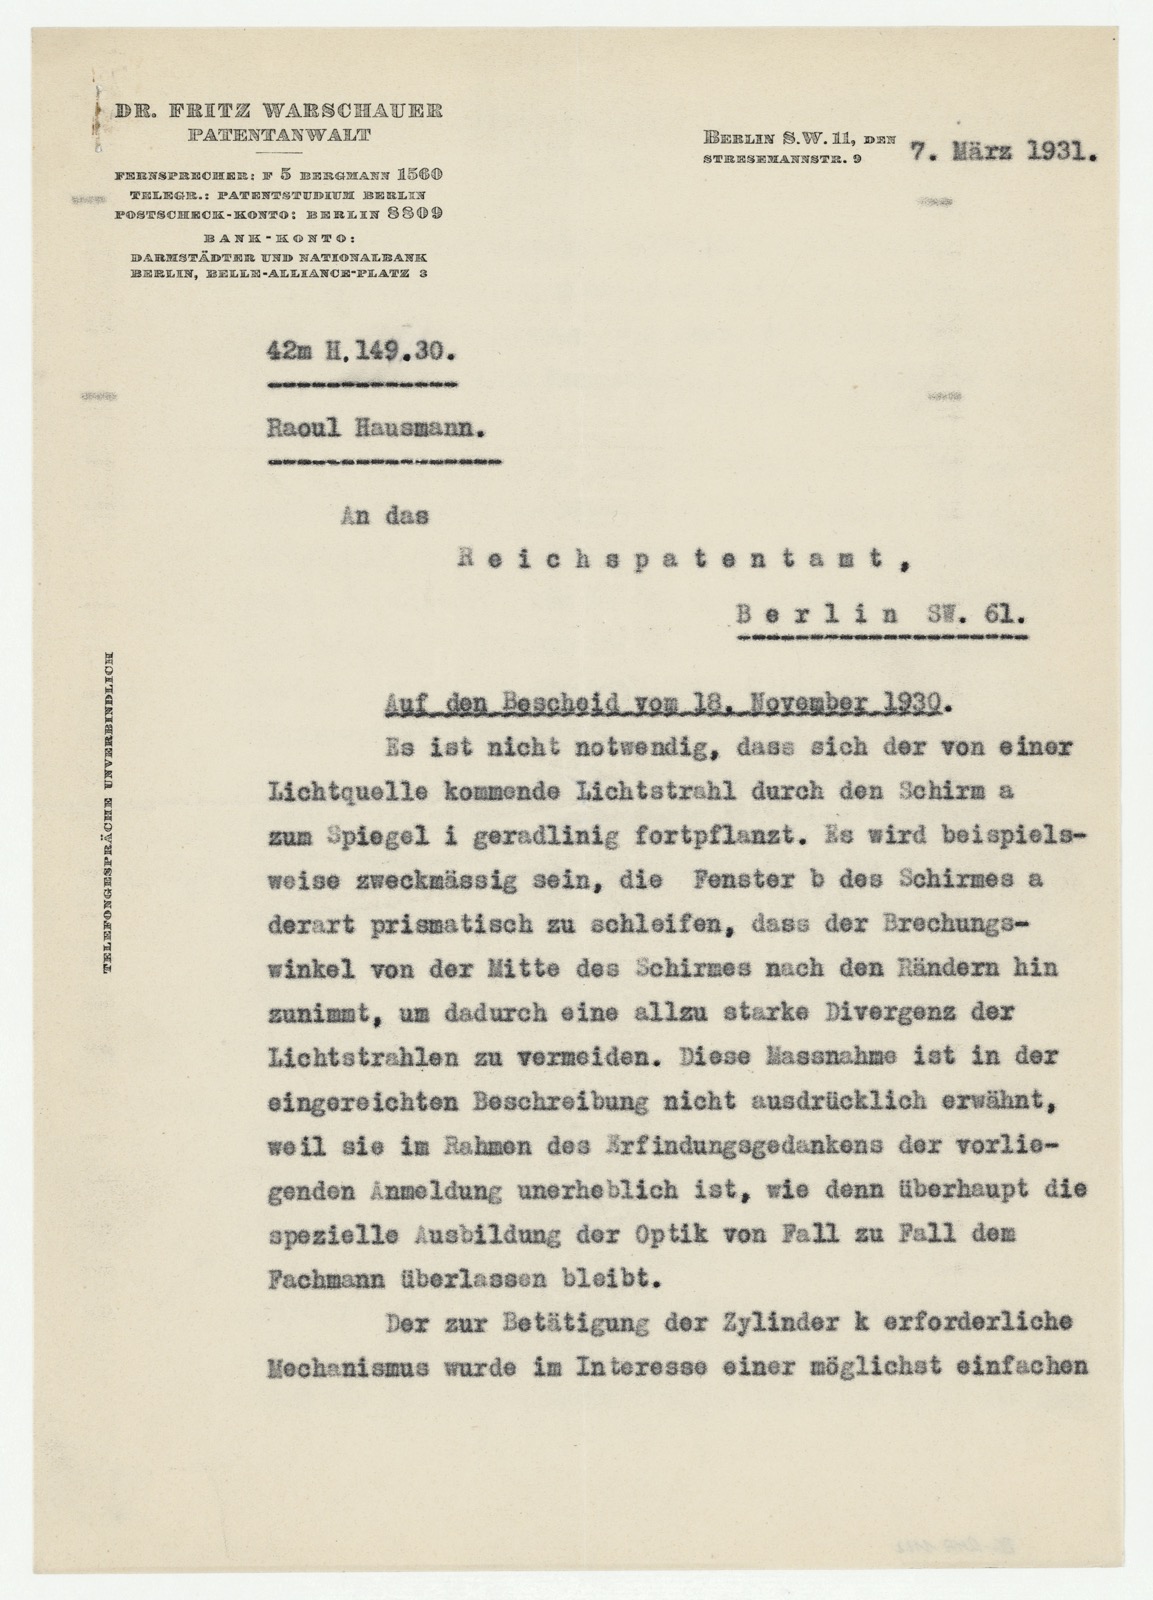 DR. FRITZ WARSCHAUER
PATENTANWALT
FERNSPRECHER: F 5 BERGMANN 1560
TELEGR.: PATENTSTUDIUM BERLIN
POSTSCHECK-KONTO: BERLIN 8809
BANK-KONTO:
DARMSTÄDTER UND NATIONALBANK
BERLIN, BELLE-ALLIANCE-PLATZ 3
BERLIN S.W. 11, DEN 7. März 1931.
STRESEMANNSTR. 9
42m H.149.30.
Raoul Hausmann.
An das
Reichspatentamt,
Berlin SW. 61.
TELEFONGESPRÄCHE UNVERBINDLICH
Auf den Bescheid vom 18. November 1930.
Es ist nicht notwendig, dass sich der von einer
Lichtquelle kommende Lichtstrahl durch den Schirm a
zum Spiegel i geradlinig fortpflanzt. Es wird beispiels-
weise zweckmässig sein, die Fenster b des Schirmes a
derart prismatisch zu schleifen, dass der Brechungs-
winkel von der Mitte des Schirmes nach den Rändern hin
zunimmt, um dadurch eine allzu starke Divergenz der
Lichtstrahlen zu vermeiden. Diese Massnahme ist in der
eingereichten Beschreibung nicht ausdrücklich erwähnt,
weil sie im Rahmen des Erfindungsgedankens der vorlie-
genden Anmeldung unerheblich ist, wie denn überhaupt die
spezielle Ausbildung der Optik von Fall zu Fall dem
Fachmann überlassen bleibt.
Der zur Betätigung der Zylinder k erforderliche
Mechanismus wurde im Interesse einer möglichst einfachen